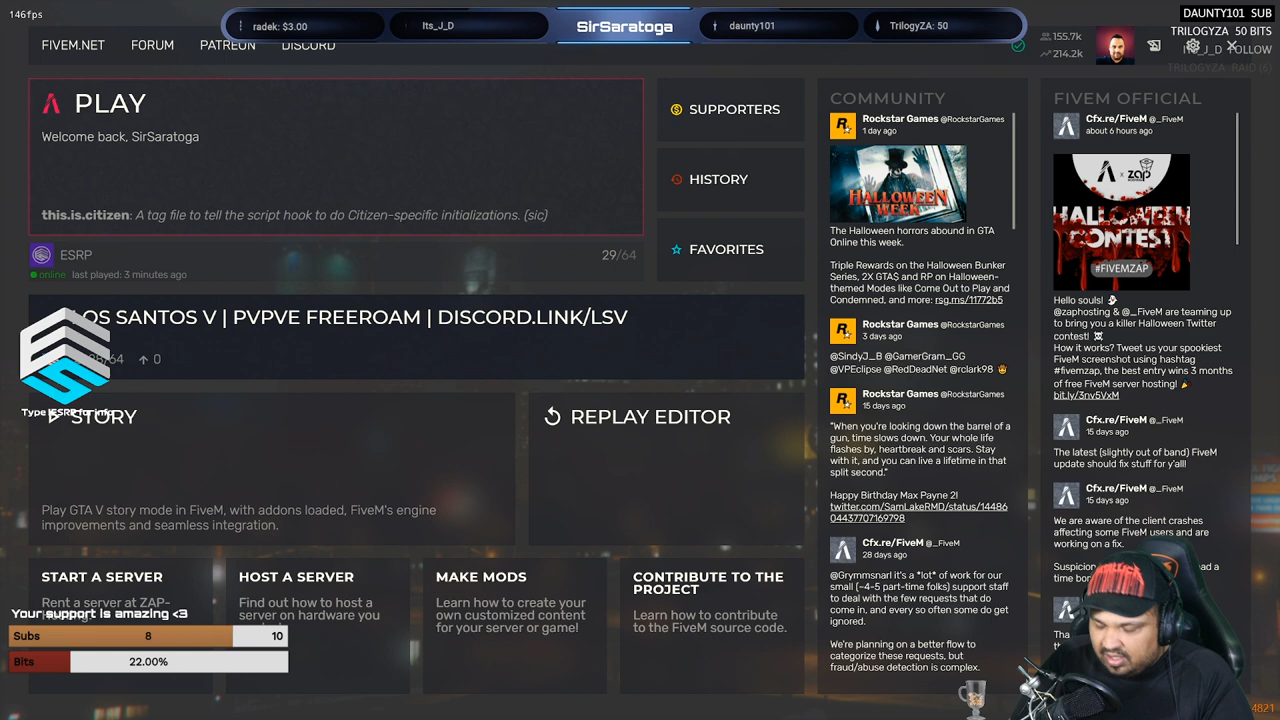 146fps
radek: $3.00
Its_J_D
SirSaratoga
daunty101
TrilogyZA: 50
DAUNTY101 SUB
TRILOGYZA 50 BITS
FOLLOW
TRILOGYZA RAID (6)
FIVEM.NET
FORUM
PATREON
DISCORD
155.7k
214.2k
PLAY
Welcome back, SirSaratoga
this.is.citizen: A tag file to tell the script hook to do Citizen-specific initializations. (sic)
ESRP
29/64
online
last played: 3 minutes ago
SUPPORTERS
HISTORY
FAVORITES
LOS SANTOS V | PVPVE FREEROAM | DISCORD.LINK/LSV
/64
0
Type !ESRP for info
STORY
Play GTA V story mode in FiveM, with addons loaded, FiveM's engine
improvements and seamless integration.
REPLAY EDITOR
START A SERVER
Rent a server at ZAP-
HOST A SERVER
Find out how to host a
server on hardware you
MAKE MODS
Learn how to create your
own customized content
for your server or game!
CONTRIBUTE TO THE
PROJECT
Learn how to contribute
to the FiveM source code.
Your support is amazing <3
Subs
8
10
Bits
22.00%
COMMUNITY
Rockstar Games @RockstarGames
1 day ago
HALLOWEEN
WEEK
The Halloween horrors abound in GTA
Online this week.
Triple Rewards on the Halloween Bunker
Series, 2X GTA$ and RP on Halloween-
themed Modes like Come Out to Play and
Condemned, and more: rsg.ms/11772b5
Rockstar Games @RockstarGames
3 days ago
@SindyJ_B @GamerGram_GG
@VPEclipse @RedDeadNet @rclark98 🤠
Rockstar Games @RockstarGames
15 days ago
"When you're looking down the barrel of a
gun, time slows down. Your whole life
flashes by, heartbreak and scars. Stay
with it, and you can live a lifetime in that
split second."
Happy Birthday Max Payne 2!
twitter.com/SamLakeRMD/status/14486
04437707169798
Cfx.re/FiveM @_FiveM
28 days ago
@Grymmsnarl it's a *lot* of work for our
small (~4-5 part-time folks) support staff
to deal with the few requests that do
come in, and every so often some do get
ignored.
We're planning on a better flow to
categorize these requests, but
fraud/abuse detection is complex.
FIVEM OFFICIAL
Cfx.re/FiveM @_FiveM
about 6 hours ago
x zap
HALLOWEEN
CONTEST
#FIVEMZAP
Hello souls! 👻
@zaphosting & @_FiveM are teaming up
to bring you a killer Halloween Twitter
contest! ☠
How it works? Tweet us your spookiest
FiveM screenshot using hashtag
#fivemzap, the best entry wins 3 months
of free FiveM server hosting! 🎉
bit.ly/3nv5VxM
Cfx.re/FiveM @_FiveM
15 days ago
The latest (slightly out of band) FiveM
update should fix stuff for y'all!
Cfx.re/FiveM @_FiveM
15 days ago
We are aware of the client crashes
affecting some FiveM users and are
working on a fix.
4821